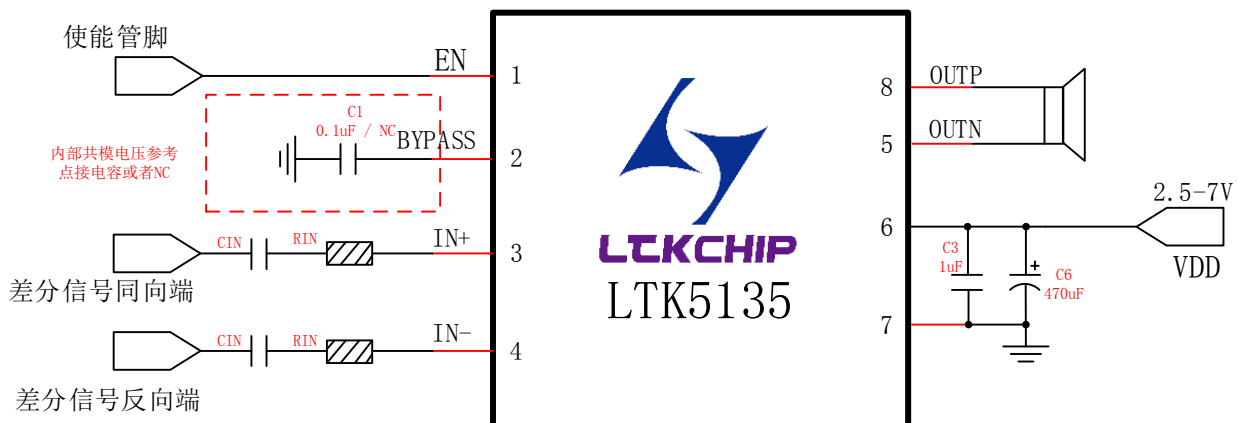 使能管脚
EN
1
C1
0.1uF / NC
BYPASS
2
内部共模电压参考
点接电容或者NC
CIN
RIN
IN+
3
差分信号同向端
CIN
RIN
IN-
4
差分信号反向端
LTKCHIP
LTK5135
8
OUTP
5
OUTN
6
2.5-7V
VDD
C3
1uF
+
C6
470uF
7